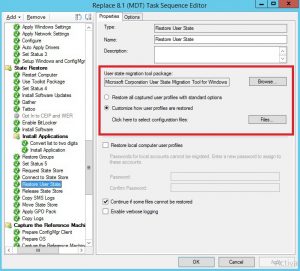 Replace 8.1 (MDT) Task Sequence Editor
Add
Remove
Apply Windows Settings
Apply Network Settings
Configure
Auto Apply Drivers
Set Status 3
Setup Windows and ConfigMgr
State Restore
Restart Computer
Use Toolkit Package
Set Status 4
Install Software Updates
Gather
Tattoo
Opt In to CEIP and WER
Enable BitLocker
Install Software
Install Applications
Convert list to two digits
Install Application
Restore Groups
Set Status 5
Request State Store
Connect to State Store
Restore User State
Release State Store
Copy SMS Logs
Move State Store
Apply GPO Pack
Copy Logs
Capture the Reference Machine
Prepare ConfigMgr Client
Prepare OS
Properties
Options
Type:
Restore User State
Name:
Restore User State
Description:
User state migration tool package:
Microsoft Corporation User State Migration Tool for Windows
Browse...
Restore all captured user profiles with standard options
Customize how user profiles are restored
Click here to select configuration files:
Files...
Restore local computer user profiles
Passwords for local accounts cannot be migrated. Enter a new password to assign to these accounts.
Password:
Confirm Password:
Continue if some files cannot be restored
Enable verbose logging
OK
Cancel
Apply